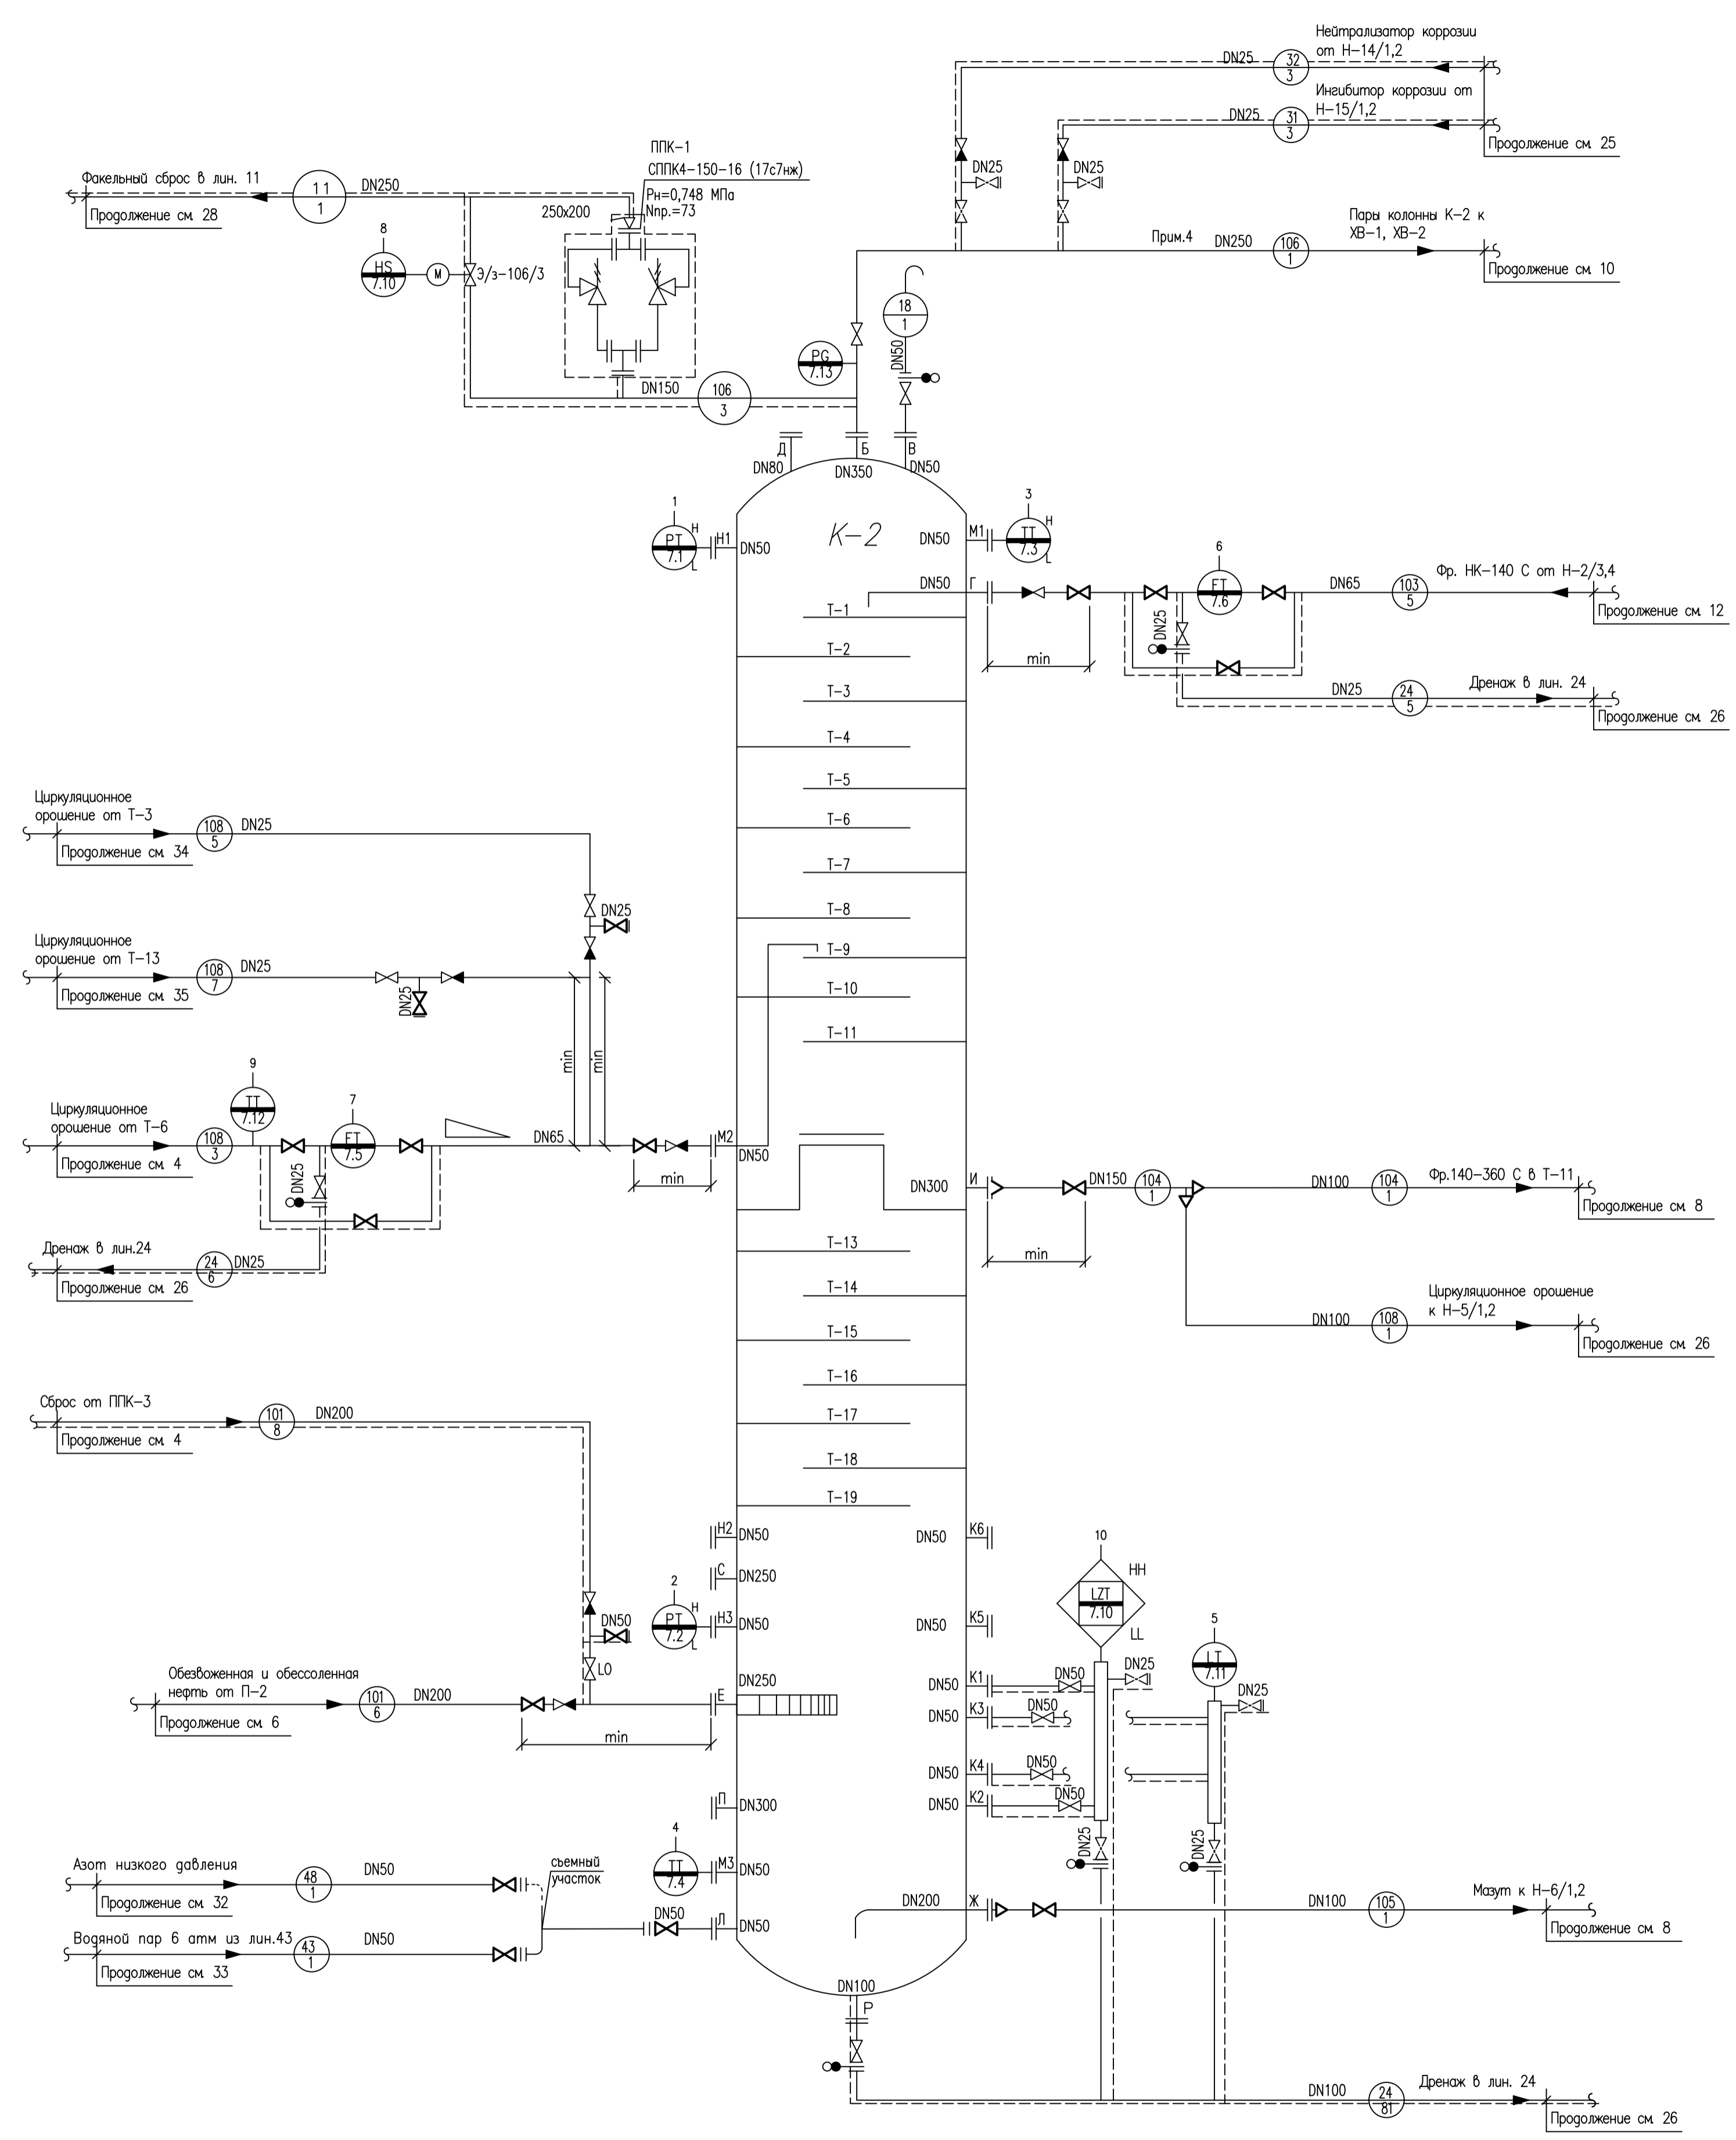 Нейтрализатор коррозии
от Н-14/1,2
DN25
32
3
Ингибитор коррозии от
Н-15/1,2
DN25
31
3
Продолжение см. 25
DN25
DN25
ППК-1
СППК4-150-16 (17с7нж)
Рн=0,748 МПа
Nпр.=73
250x200
Факельный сброс в лин. 11
11
1
DN250
Продолжение см. 28
8
HS
7.10
М
Э/з-106/3
Пары колонны К-2 к
ХВ-1, ХВ-2
Прим.4
DN250
106
1
Продолжение см. 10
18
1
DN50
PG
7.13
DN150
106
3
Д
DN80
Б
DN350
В
DN50
К-2
1
PT
7.1
H
L
Н1
DN50
3
TT
7.3
H
L
М1
DN50
Г
DN50
6
FT
7.6
DN65
103
5
Фр. НК-140 С от Н-2/3,4
Продолжение см. 12
min
DN25
DN25
24
5
Дренаж в лин. 24
Продолжение см. 26
Т-1
Т-2
Т-3
Т-4
Т-5
Т-6
Т-7
Т-8
Т-9
Т-10
Т-11
Циркуляционное
орошение от Т-3
108
5
DN25
Продолжение см. 34
DN25
Циркуляционное
орошение от Т-13
108
7
DN25
Продолжение см. 35
DN25
min
min
Циркуляционное
орошение от Т-6
108
3
Продолжение см. 4
9
TT
7.12
7
FT
7.5
DN65
DN25
М2
DN50
min
Дренаж в лин.24
24
6
DN25
Продолжение см. 26
DN300
И
DN150
104
1
DN100
104
1
Фр.140-360 С в Т-11
Продолжение см. 8
min
Циркуляционное орошение
к Н-5/1,2
DN100
108
1
Продолжение см. 26
Т-13
Т-14
Т-15
Т-16
Т-17
Т-18
Т-19
Сброс от ППК-3
101
8
DN200
Продолжение см. 4
Н2
DN50
С
DN250
2
PT
7.2
H
L
Н3
DN50
DN50
LO
Обезвоженная и обессоленная
нефть от П-2
101
6
DN200
Продолжение см. 6
min
Е
DN250
П
DN300
4
TT
7.4
М3
DN50
Азот низкого давления
48
1
DN50
Продолжение см. 32
съемный
участок
Водяной пар 6 атм из лин.43
43
1
DN50
Продолжение см. 33
DN50
Л
DN50
DN50
К6
DN50
К5
DN50
К1
DN50
DN50
К3
DN50
DN50
К4
DN50
DN50
К2
DN50
10
LZT
7.10
HH
LL
DN25
DN25
5
LT
7.11
DN25
DN25
DN200
Ж
DN100
105
1
Мазут к Н-6/1,2
Продолжение см. 8
DN100
Р
DN100
24
81
Дренаж в лин. 24
Продолжение см. 26